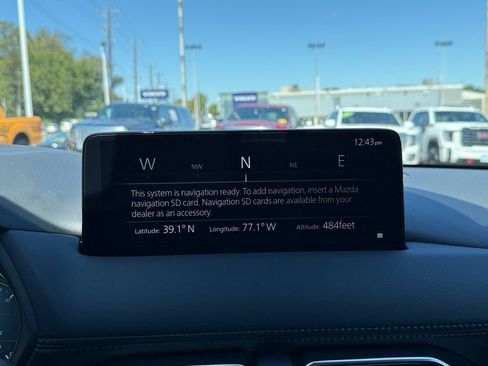 12:43pm
W NW N NE E
This system is navigation ready. To add navigation, insert a Mazda
navigation SD card. Navigation SD cards are available from your
dealer as an accessory.
Latitude: 39.1° N Longitude: 77.1° W Altitude: 484feet